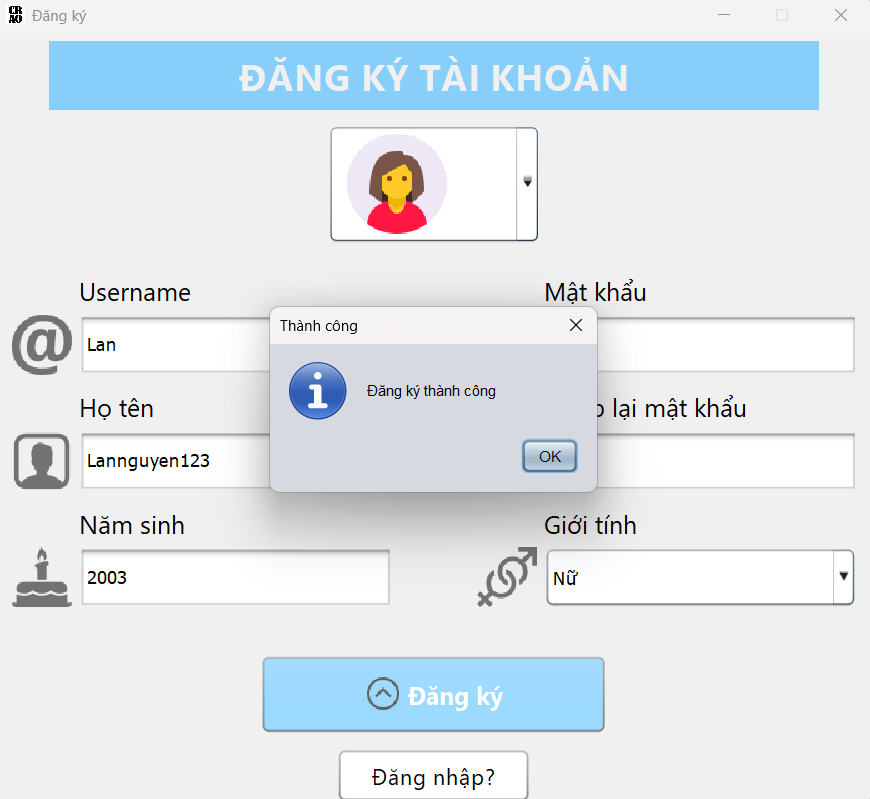 Đăng ký
ĐĂNG KÝ TÀI KHOẢN
Username
Mật khẩu
Lan
Thành công
Đăng ký thành công
OK
Họ tên
lại mật khẩu
Lannguyen123
Năm sinh
Giới tính
2003
Nữ
Đăng ký
Đăng nhập?